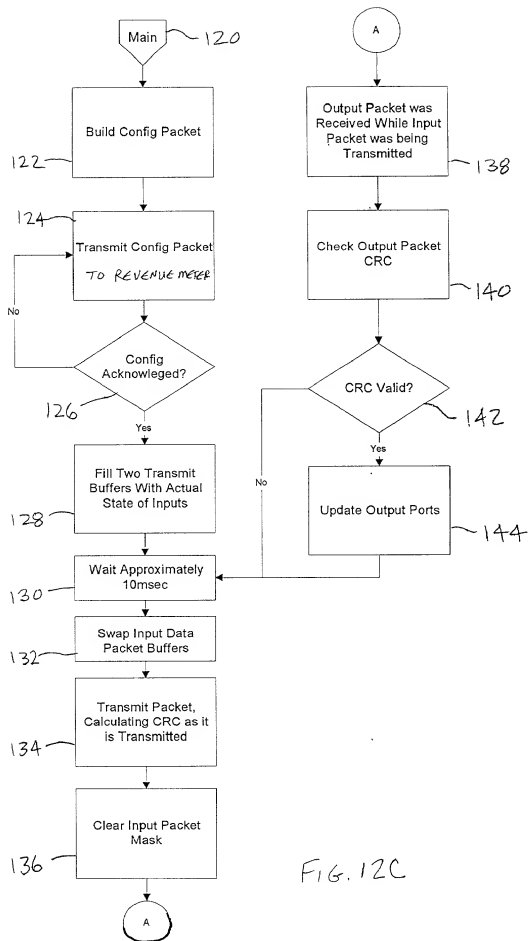 Main
120
Build Config Packet
122
124
Transmit Config Packet
TO REVENUE METER
No
Config
Acknowleged?
126
Yes
Fill Two Transmit
Buffers With Actual
State of Inputs
128
Wait Approximately
10msec
130
Swap Input Data
Packet Buffers
132
Transmit Packet,
Calculating CRC as it
is Transmitted
134
Clear Input Packet
Mask
136
A
A
Output Packet was
Received While Input
Packet was being
Transmitted
138
Check Output Packet
CRC
140
CRC Valid?
142
Yes
No
Update Output Ports
144
FIG. 12C